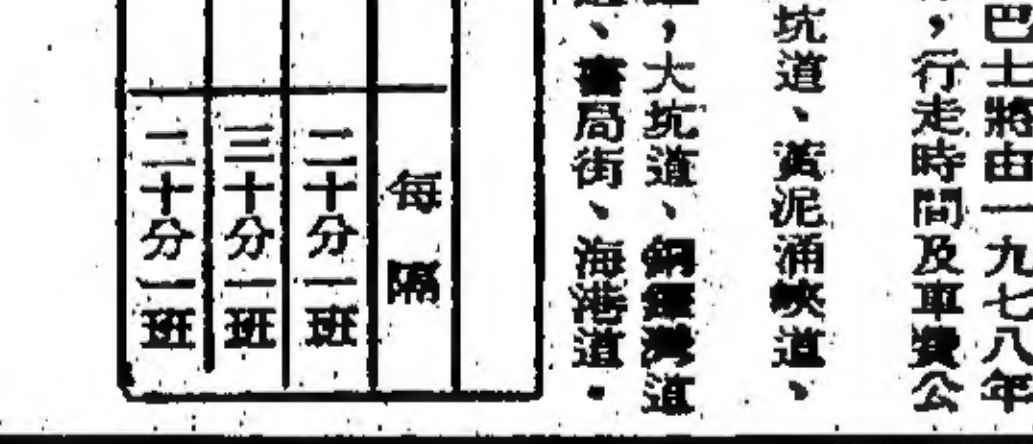 巴士將由一九七八年
，行走時間及車費公
坑道、黃泥涌峽道、
，大坑道、銅鑼灣道
、書局街、海港道。
每隔
二十分一班
三十分一班
二十分一班